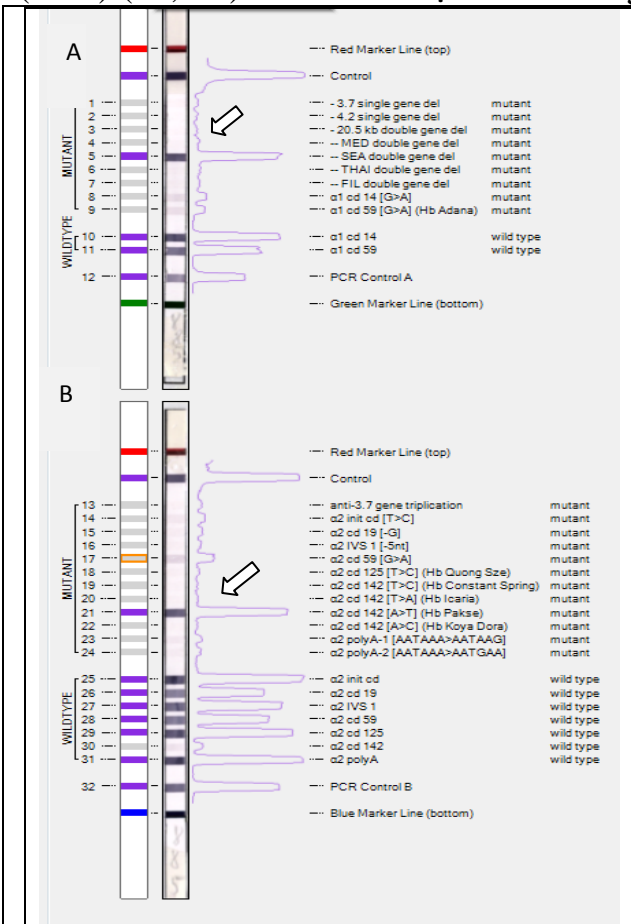 A
Red Marker Line (top)
Control
1 - 3.7 single gene del mutant
2 - 4.2 single gene del mutant
3 - 20.5 kb double gene del mutant
4 -- MED double gene del mutant
5 -- SEA double gene del mutant
6 -- THAI double gene del mutant
7 -- FIL double gene del mutant
8 α1 cd 14 [G>A] mutant
9 α1 cd 59 [G>A] (Hb Adana) mutant
MUTANT
10 α1 cd 14 wild type
11 α1 cd 59 wild type
WILDTYPE
12 PCR Control A
Green Marker Line (bottom)
B
Red Marker Line (top)
Control
13 anti-3.7 gene triplication mutant
14 α2 init cd [T>C] mutant
15 α2 cd 19 [-G] mutant
16 α2 IVS 1 [-5nt] mutant
17 α2 cd 59 [G>A] mutant
18 α2 cd 125 [T>C] (Hb Quong Sze) mutant
19 α2 cd 142 [T>C] (Hb Constant Spring) mutant
20 α2 cd 142 [T>A] (Hb Icaria) mutant
21 α2 cd 142 [A>T] (Hb Pakse) mutant
22 α2 cd 142 [A>C] (Hb Koya Dora) mutant
23 α2 polyA-1 [AATAAA>AATAAG] mutant
24 α2 polyA-2 [AATAAA>AATGAA] mutant
MUTANT
25 α2 init cd wild type
26 α2 cd 19 wild type
27 α2 IVS 1 wild type
28 α2 cd 59 wild type
29 α2 cd 125 wild type
30 α2 cd 142 wild type
31 α2 polyA wild type
WILDTYPE
32 PCR Control B
Blue Marker Line (bottom)